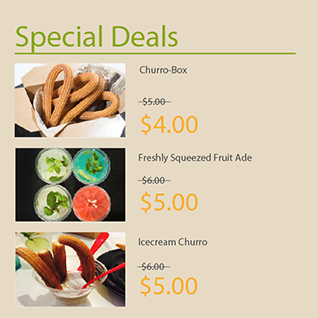 Special Deals
Churro-Box
$5.00
$4.00
Freshly Squeezed Fruit Ade
$6.00
$5.00
Icecream Churro
$6.00
$5.00